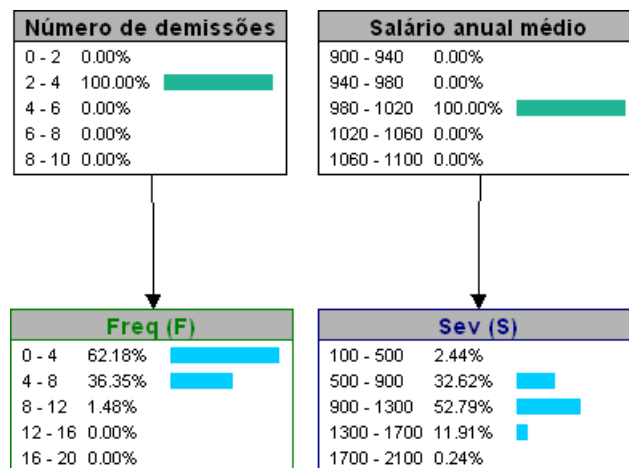 Número de demissões
0 - 2 0.00%
2 - 4 100.00%
4 - 6 0.00%
6 - 8 0.00%
8 - 10 0.00%
Salário anual médio
900 - 940 0.00%
940 - 980 0.00%
980 - 1020 100.00%
1020 - 1060 0.00%
1060 - 1100 0.00%
Freq (F)
0 - 4 62.18%
4 - 8 36.35%
8 - 12 1.48%
12 - 16 0.00%
16 - 20 0.00%
Sev (S)
100 - 500 2.44%
500 - 900 32.62%
900 - 1300 52.79%
1300 - 1700 11.91%
1700 - 2100 0.24%